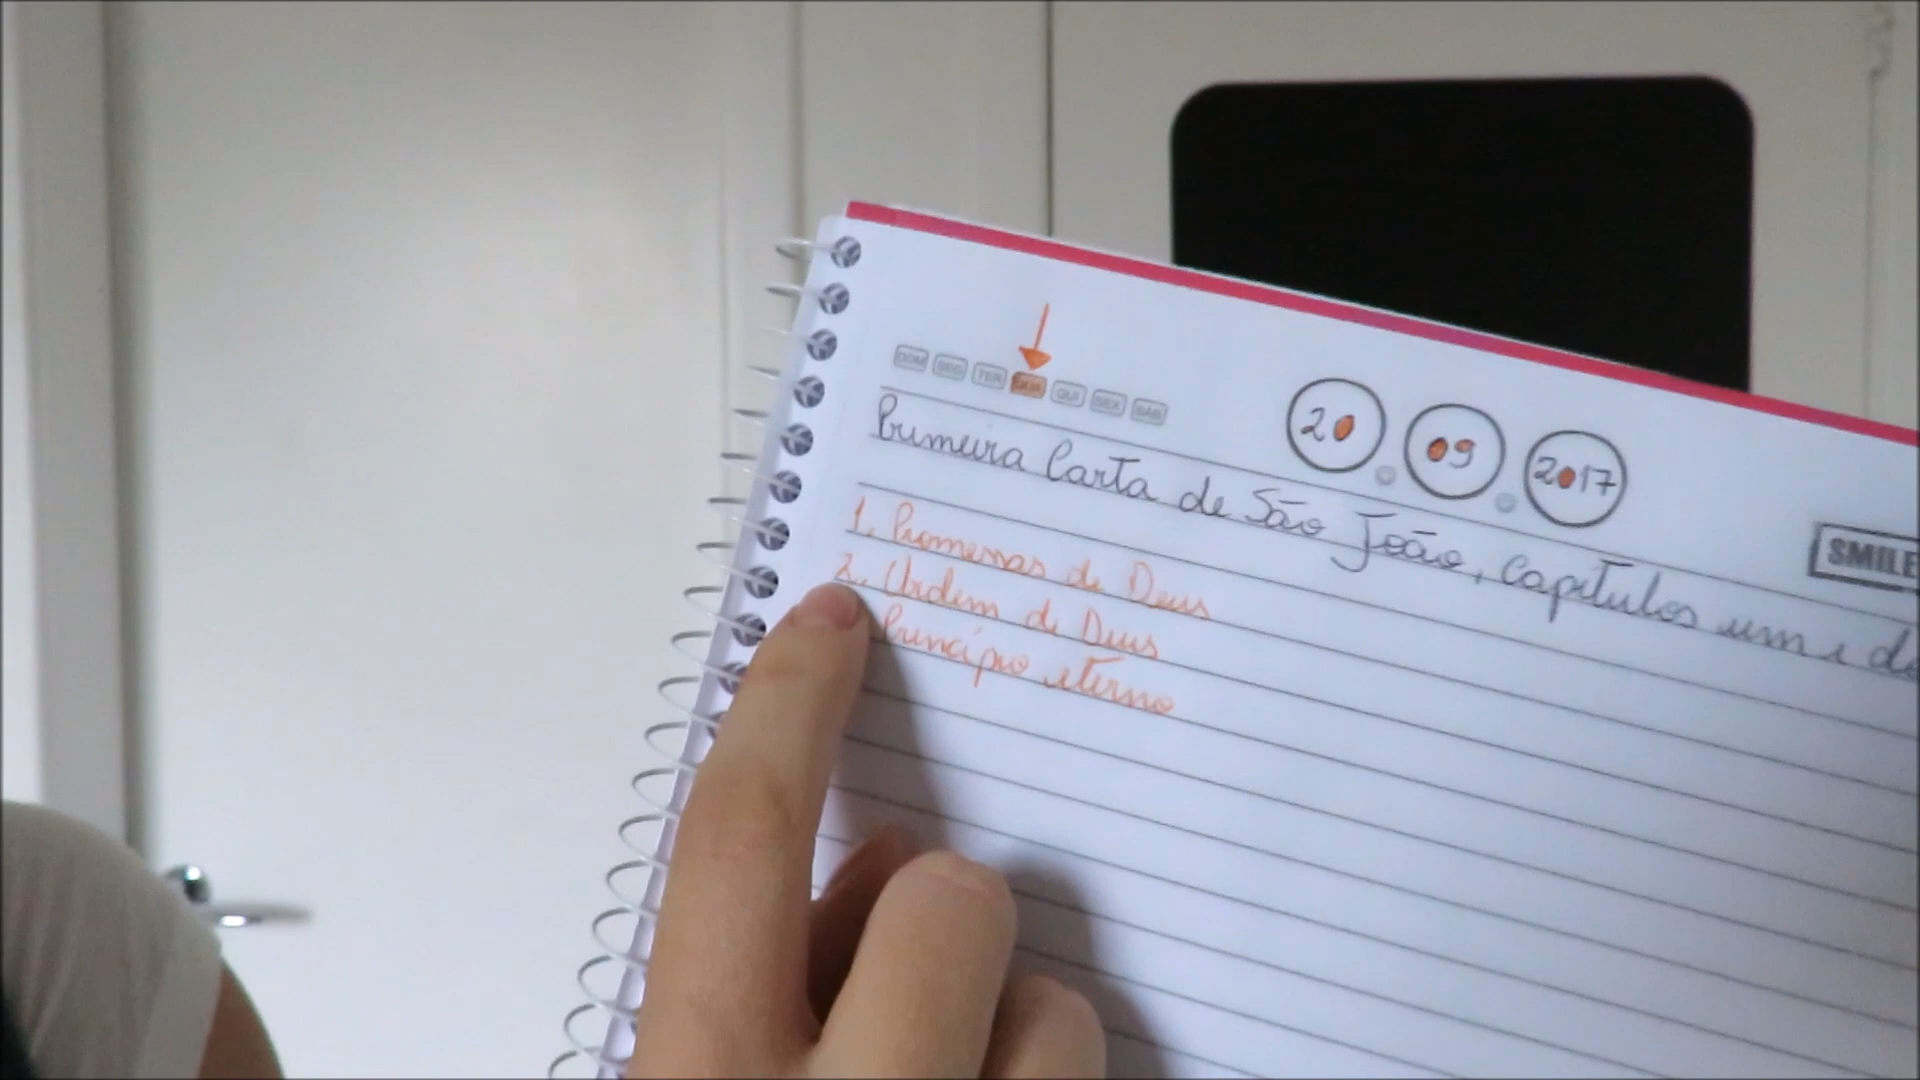 DOM SEG TER QUA QUI SEX SAB
20 09 2017
SMILE
Primeira Carta de São João, capítulos um e
1. Promessas de Deus
2. Ordem de Deus
Princípio eterno